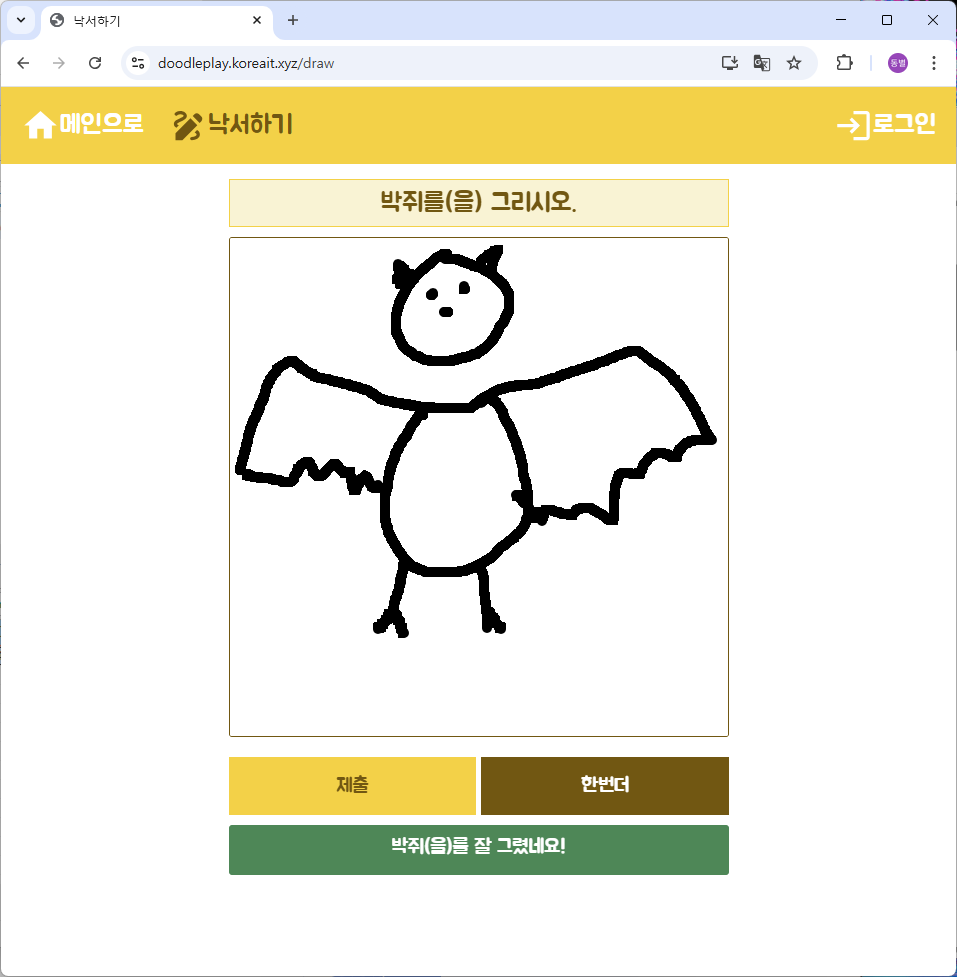 낙서하기
doodleplay.koreait.xyz/draw
동별
메인으로 낙서하기 로그인
박쥐를(을) 그리시오.
제출 한번더
박쥐(을)를 잘 그렸네요!